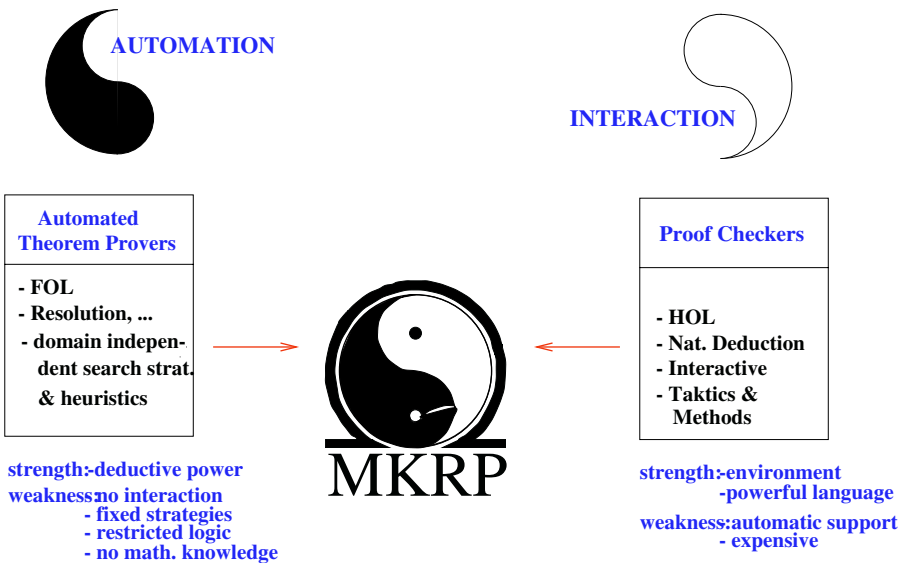 AUTOMATION
INTERACTION
Automated
Theorem Provers
- FOL
- Resolution, ...
- domain indepen-
dent search strat.
& heuristics
Proof Checkers
- HOL
- Nat. Deduction
- Interactive
- Taktics &
Methods
MKRP
strength:-deductive power
weakness:no interaction
- fixed strategies
- restricted logic
- no math. knowledge
strength:-environment
-powerful language
weakness:-automatic support
- expensive